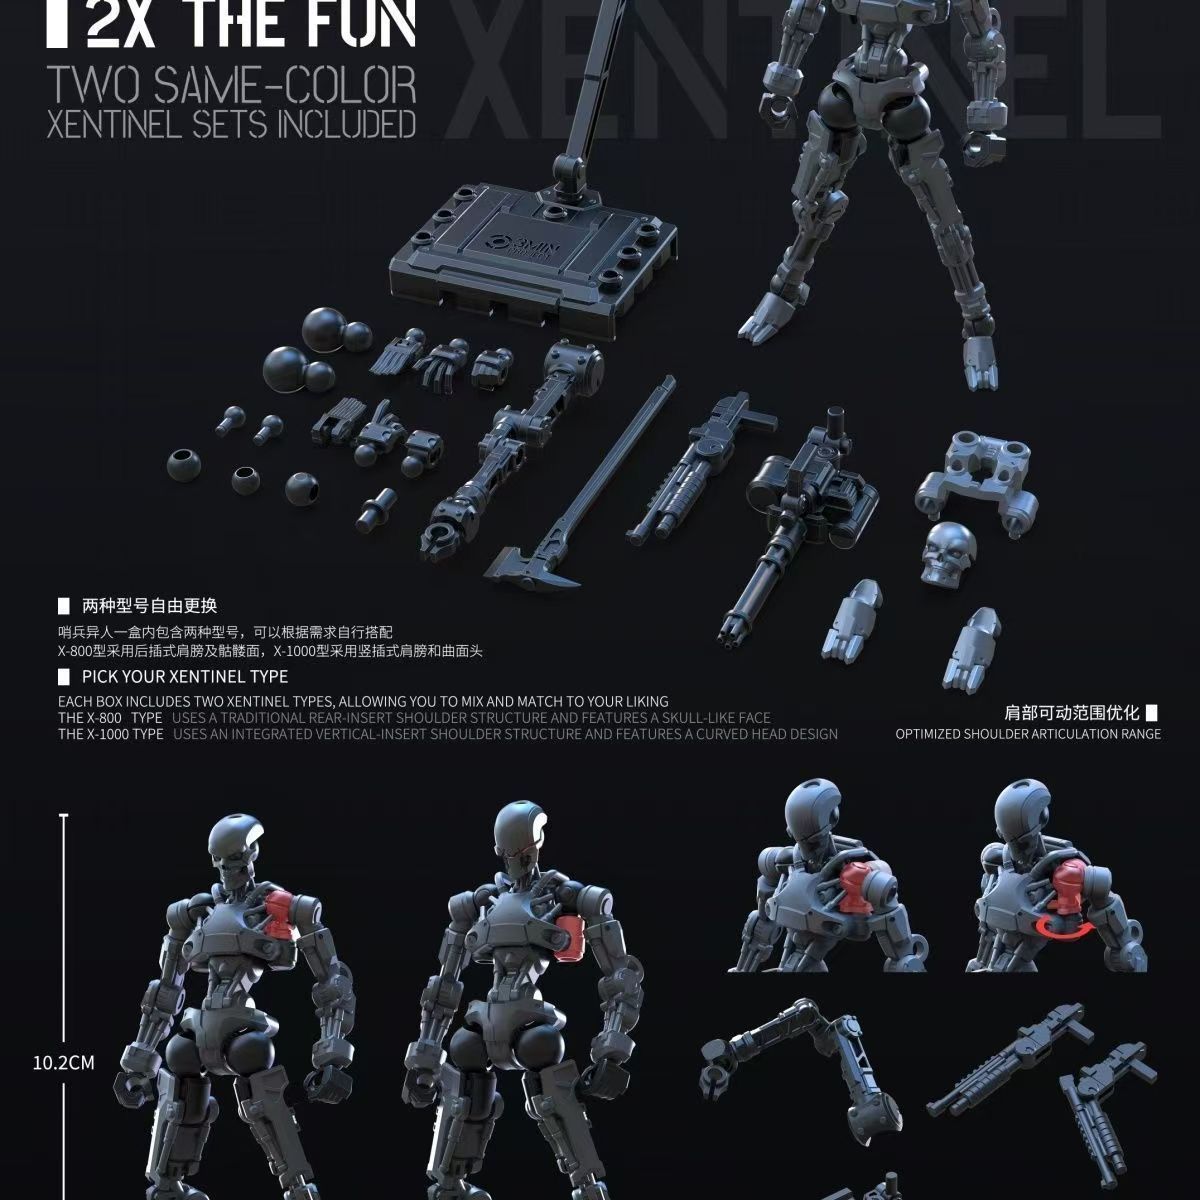 2X THE FUN
TWO SAME-COLOR
XENTINEL SETS INCLUDED
XENTINEL
3MIN
两种型号自由更换
哨兵异人一盒内包含两种型号，可以根据需求自行搭配
X-800型采用后插式肩膀及骷髅面，X-1000型采用竖插式肩膀和曲面头
PICK YOUR XENTINEL TYPE
EACH BOX INCLUDES TWO XENTINEL TYPES, ALLOWING YOU TO MIX AND MATCH TO YOUR LIKING
THE X-800 TYPE USES A TRADITIONAL REAR-INSERT SHOULDER STRUCTURE AND FEATURES A SKULL-LIKE FACE
THE X-1000 TYPE USES AN INTEGRATED VERTICAL-INSERT SHOULDER STRUCTURE AND FEATURES A CURVED HEAD DESIGN
肩部可动范围优化
OPTIMIZED SHOULDER ARTICULATION RANGE
10.2CM